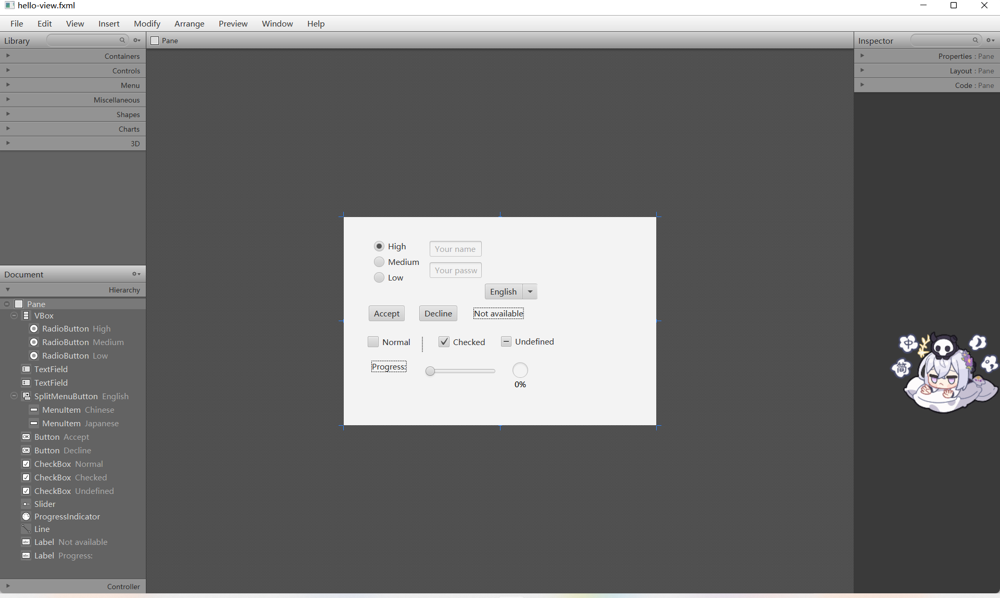 hello-view.fxml
File Edit View Insert Modify Arrange Preview Window Help
Library
Containers
Controls
Menu
Miscellaneous
Shapes
Charts
3D
Document
Hierarchy
Pane
VBox
RadioButton High
RadioButton Medium
RadioButton Low
TextField
TextField
SplitMenuButton English
MenuItem Chinese
MenuItem Japanese
Button Accept
Button Decline
CheckBox Normal
CheckBox Checked
CheckBox Undefined
Slider
ProgressIndicator
Line
Label Not available
Label Progress:
Controller
Pane
High
Medium
Low
Your name
Your passw
English
Accept Decline Not available
Normal Checked Undefined
Progress:
0%
Inspector
Properties : Pane
Layout : Pane
Code : Pane
中
简